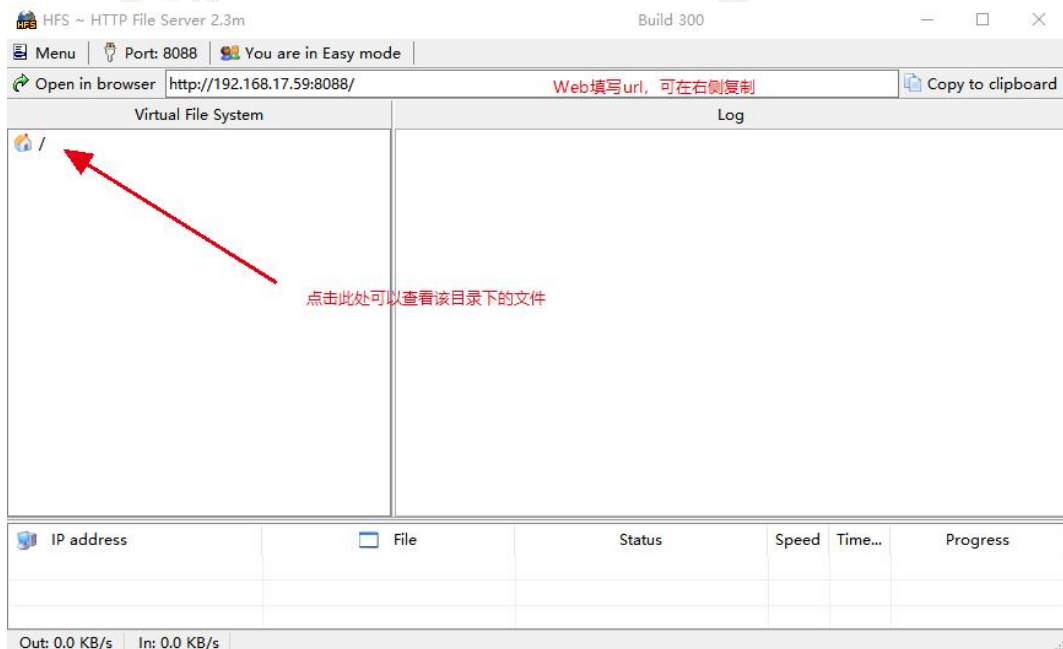 HFS ~ HTTP File Server 2.3m Build 300
Menu Port: 8088 You are in Easy mode
Open in browser http://192.168.17.59:8088/ Web填写url，可在右侧复制 Copy to clipboard
Virtual File System Log
/
点击此处可以查看该目录下的文件
IP address File Status Speed Time... Progress
Out: 0.0 KB/s In: 0.0 KB/s